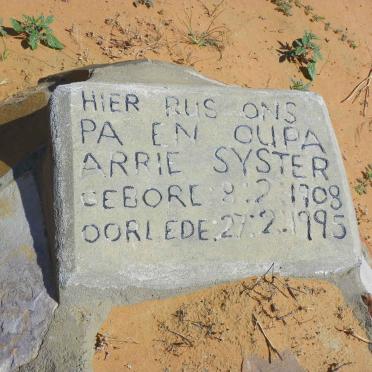 HIER RUS ONS
PA EN OUPA
ARRIE SYSTER
GEBORE: 8:2:1908
OORLEDE: 27:2.1995